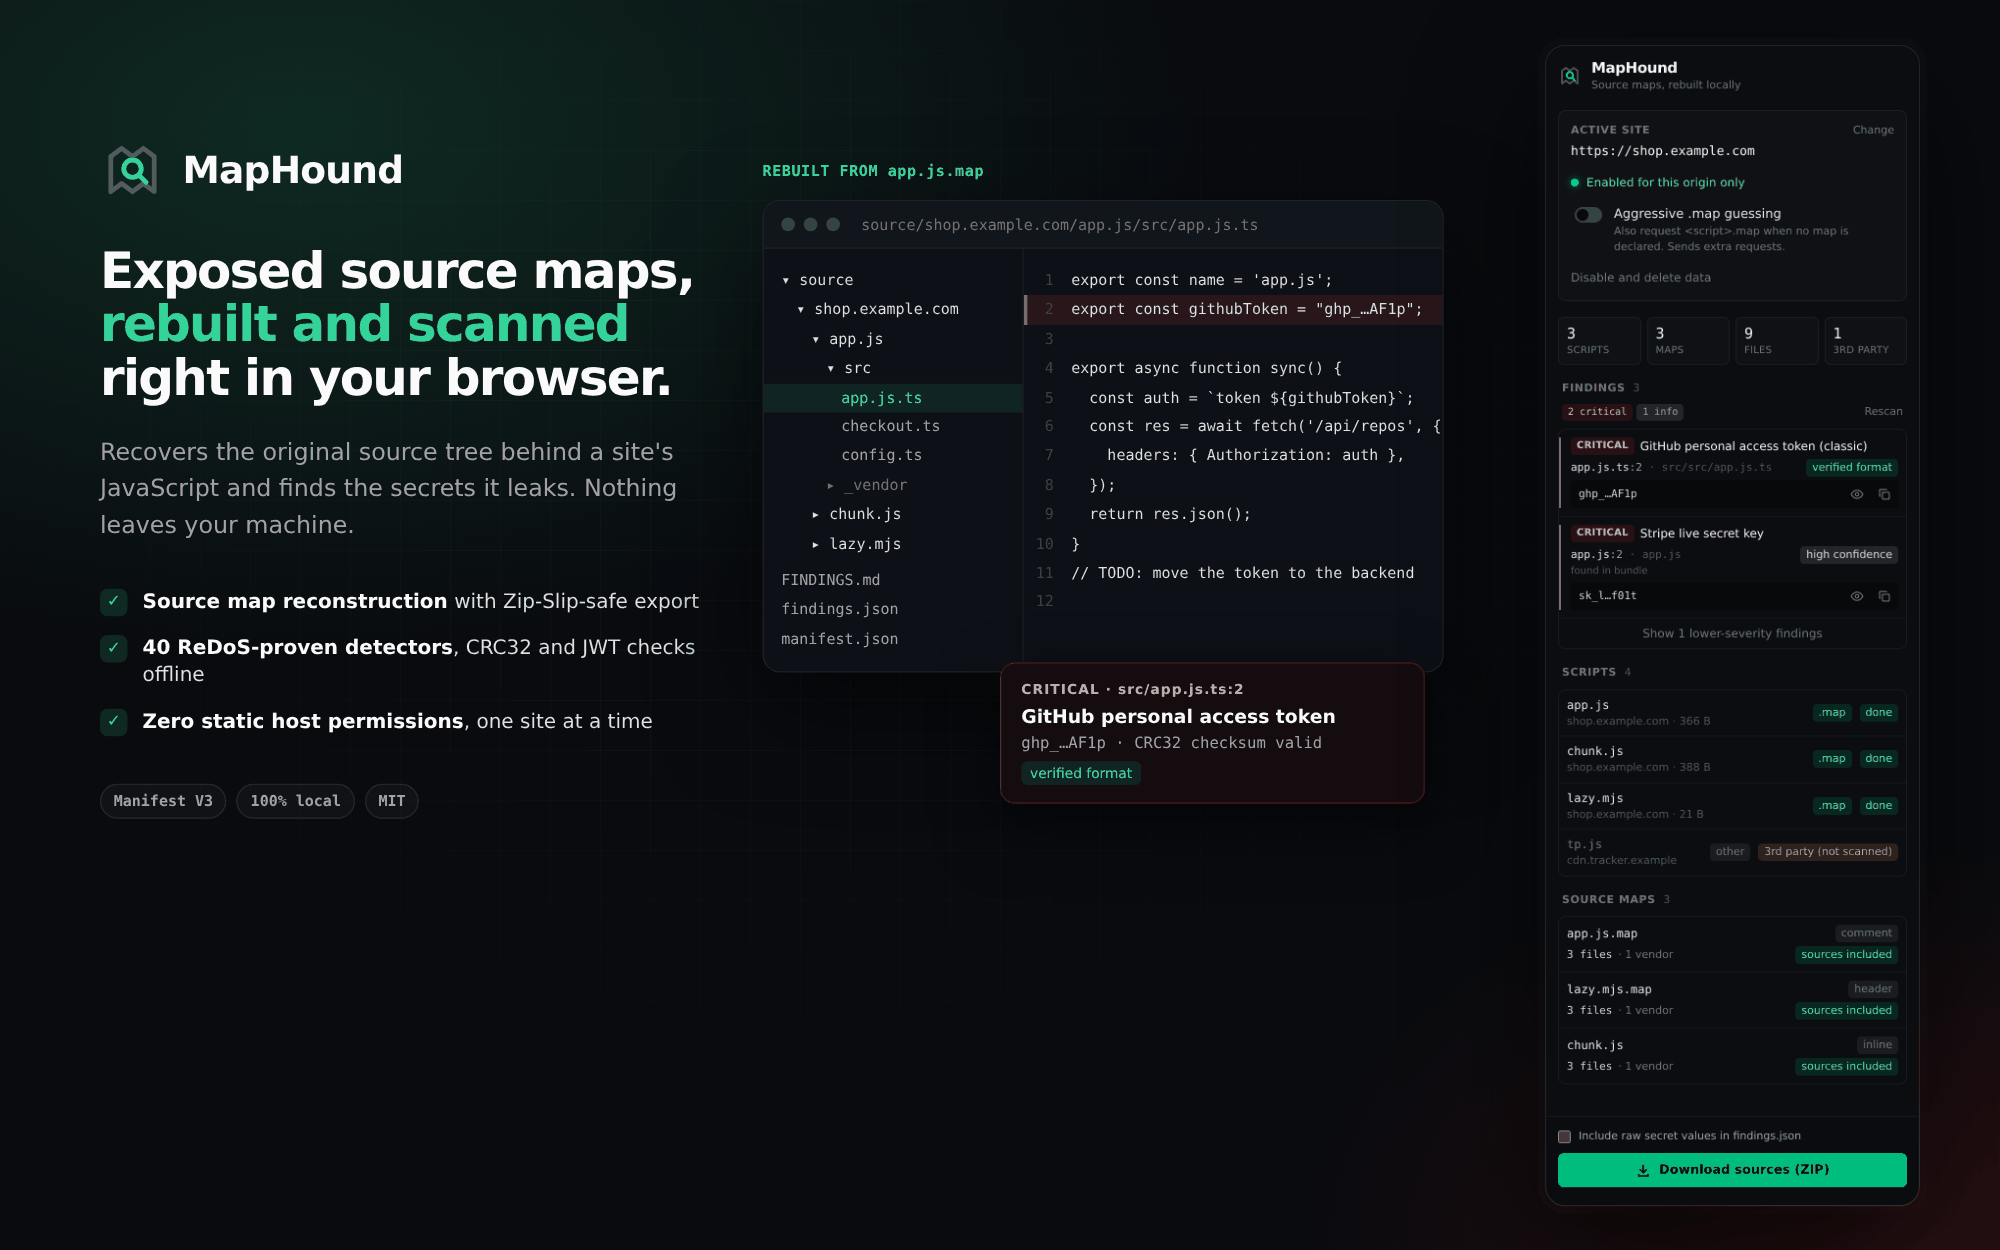 MapHound
Exposed source maps,
rebuilt and scanned
right in your browser.
Recovers the original source tree behind a site's
JavaScript and finds the secrets it leaks. Nothing
leaves your machine.
✓ Source map reconstruction with Zip-Slip-safe export
✓ 40 ReDoS-proven detectors, CRC32 and JWT checks
offline
✓ Zero static host permissions, one site at a time
Manifest V3 100% local MIT
REBUILT FROM app.js.map
source/shop.example.com/app.js/src/app.js.ts
▾ source
▾ shop.example.com
▾ app.js
▾ src
app.js.ts
checkout.ts
config.ts
▸ _vendor
▸ chunk.js
▸ lazy.mjs
FINDINGS.md
findings.json
manifest.json
1 export const name = 'app.js';
2 export const githubToken = "ghp_…AF1p";
3
4 export async function sync() {
5 const auth = `token ${githubToken}`;
6 const res = await fetch('/api/repos', {
7 headers: { Authorization: auth },
8 });
9 return res.json();
10 }
11 // TODO: move the token to the backend
12
CRITICAL · src/app.js.ts:2
GitHub personal access token
ghp_…AF1p · CRC32 checksum valid
verified format
MapHound
Source maps, rebuilt locally
ACTIVE SITE Change
https://shop.example.com
Enabled for this origin only
Aggressive .map guessing
Also request <script>.map when no map is
declared. Sends extra requests.
Disable and delete data
3 3 9 1
SCRIPTS MAPS FILES 3RD PARTY
FINDINGS 3
2 critical 1 info Rescan
CRITICAL GitHub personal access token (classic)
app.js.ts:2 · src/src/app.js.ts verified format
ghp_…AF1p
CRITICAL Stripe live secret key
app.js:2 · app.js high confidence
found in bundle
sk_l…f01t
Show 1 lower-severity findings
SCRIPTS 4
app.js .map done
shop.example.com · 366 B
chunk.js .map done
shop.example.com · 388 B
lazy.mjs .map done
shop.example.com · 21 B
tp.js other 3rd party (not scanned)
cdn.tracker.example
SOURCE MAPS 3
app.js.map comment
3 files · 1 vendor sources included
lazy.mjs.map header
3 files · 1 vendor sources included
chunk.js inline
3 files · 1 vendor sources included
Include raw secret values in findings.json
Download sources (ZIP)